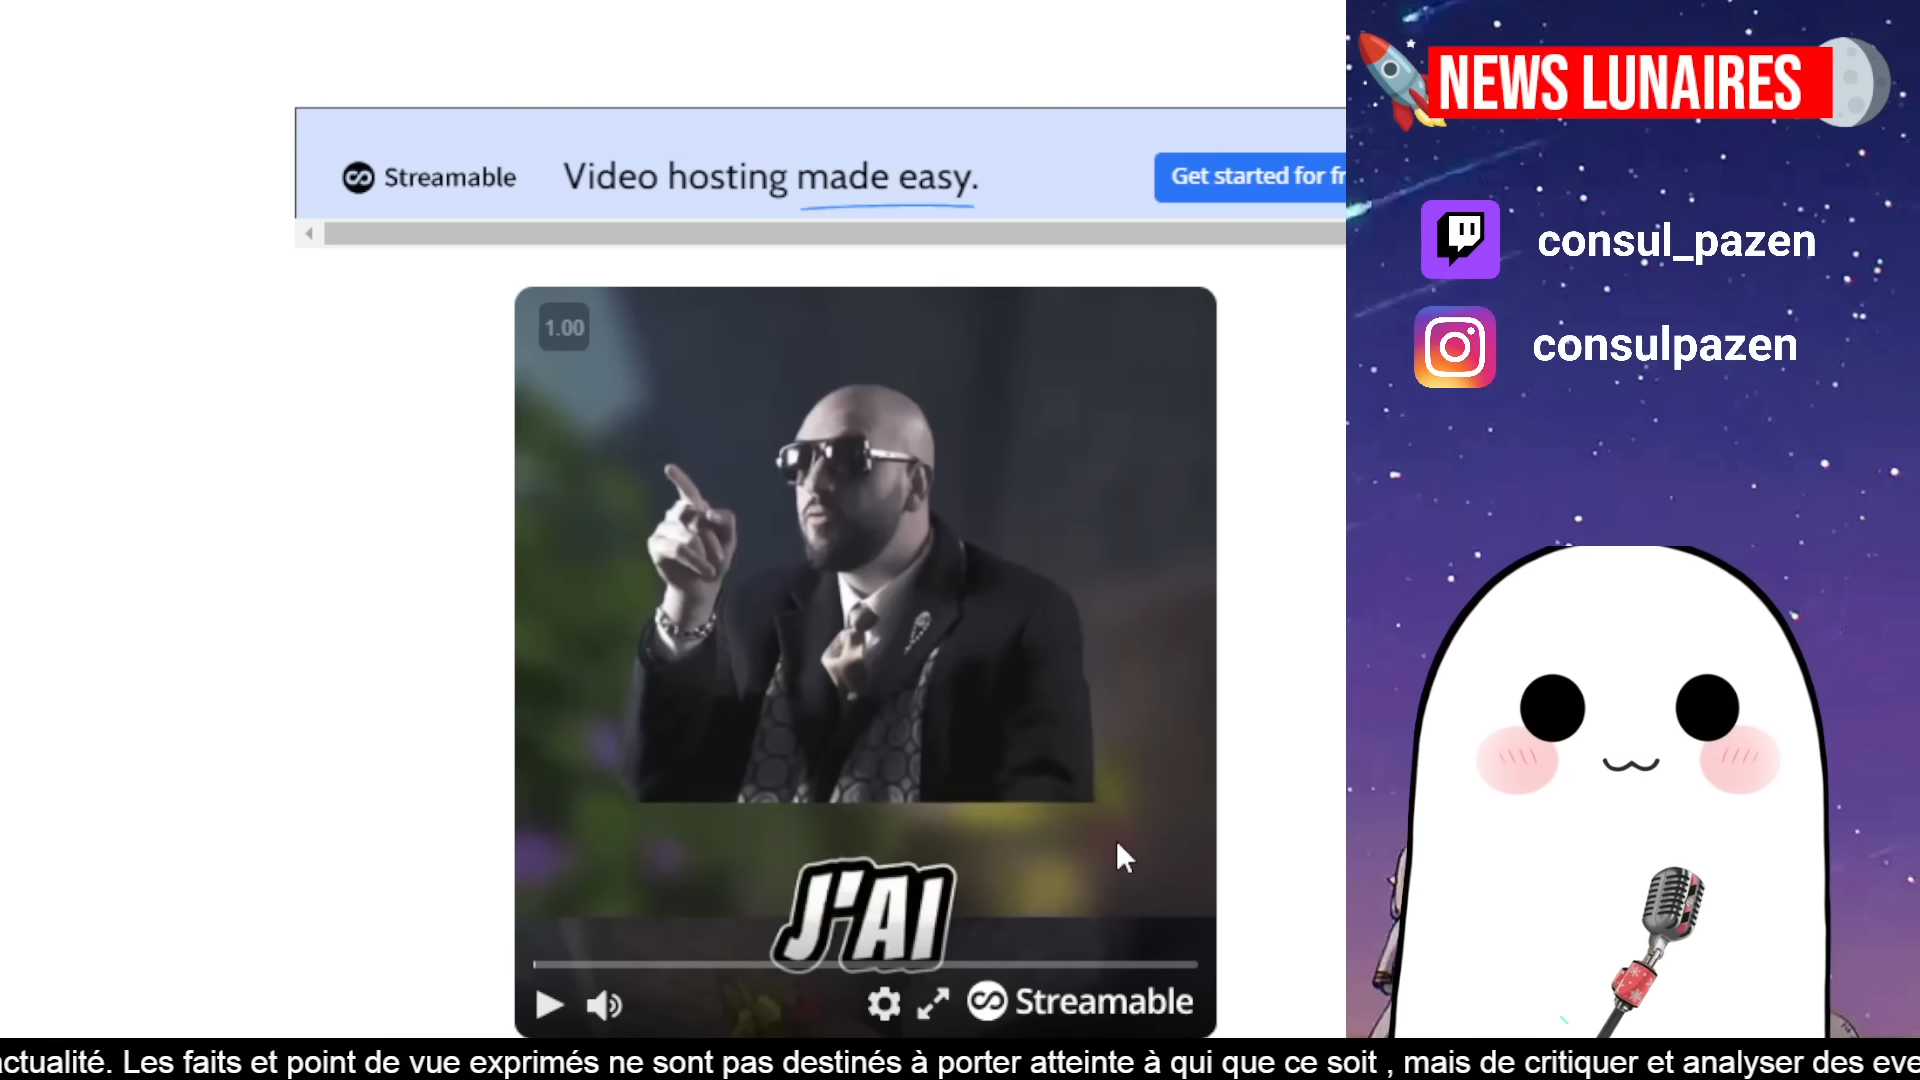 NEWS LUNAIRES
Streamable
Video hosting made easy.
Get started for fr
consul_pazen
consulpazen
1.00
J'AI
Streamable
ctualité. Les faits et point de vue exprimés ne sont pas destinés à porter atteinte à qui que ce soit , mais de critiquer et analyser des eve